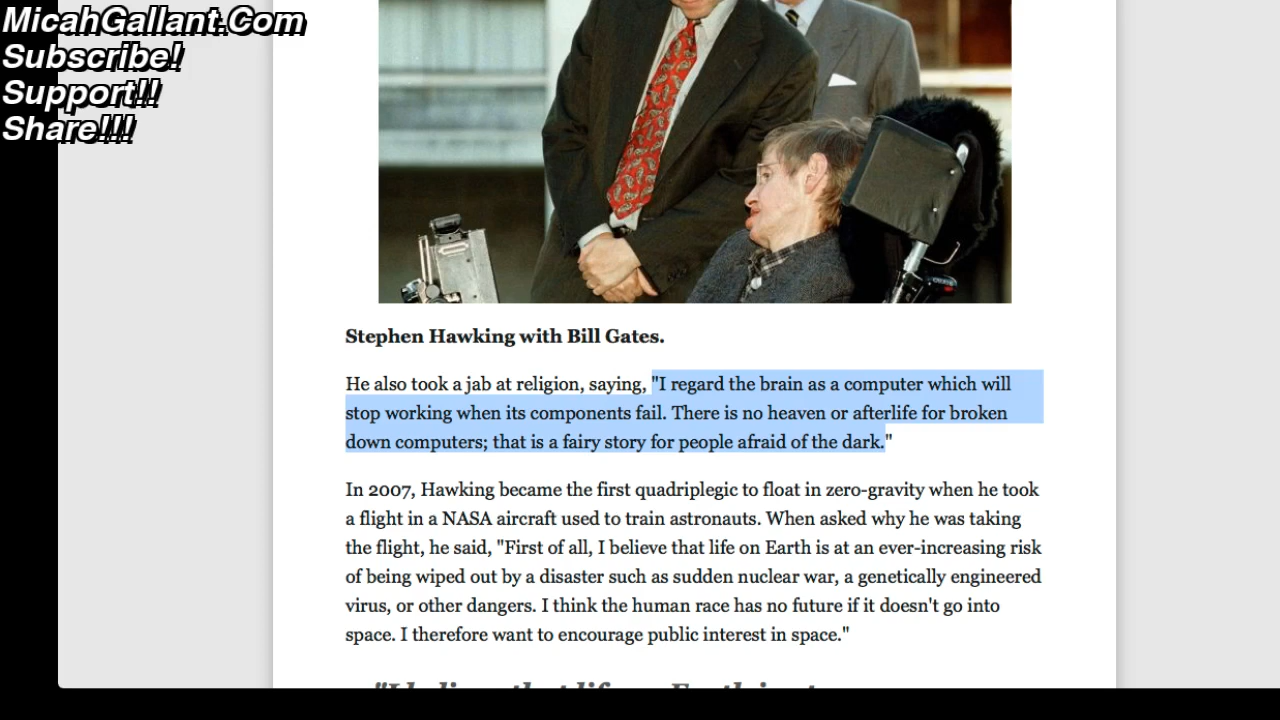 MicahGallant.Com
Subscribe!
Support!!
Share!!!
Stephen Hawking with Bill Gates.
He also took a jab at religion, saying, "I regard the brain as a computer which will
stop working when its components fail. There is no heaven or afterlife for broken
down computers; that is a fairy story for people afraid of the dark."
In 2007, Hawking became the first quadriplegic to float in zero-gravity when he took
a flight in a NASA aircraft used to train astronauts. When asked why he was taking
the flight, he said, "First of all, I believe that life on Earth is at an ever-increasing risk
of being wiped out by a disaster such as sudden nuclear war, a genetically engineered
virus, or other dangers. I think the human race has no future if it doesn't go into
space. I therefore want to encourage public interest in space."